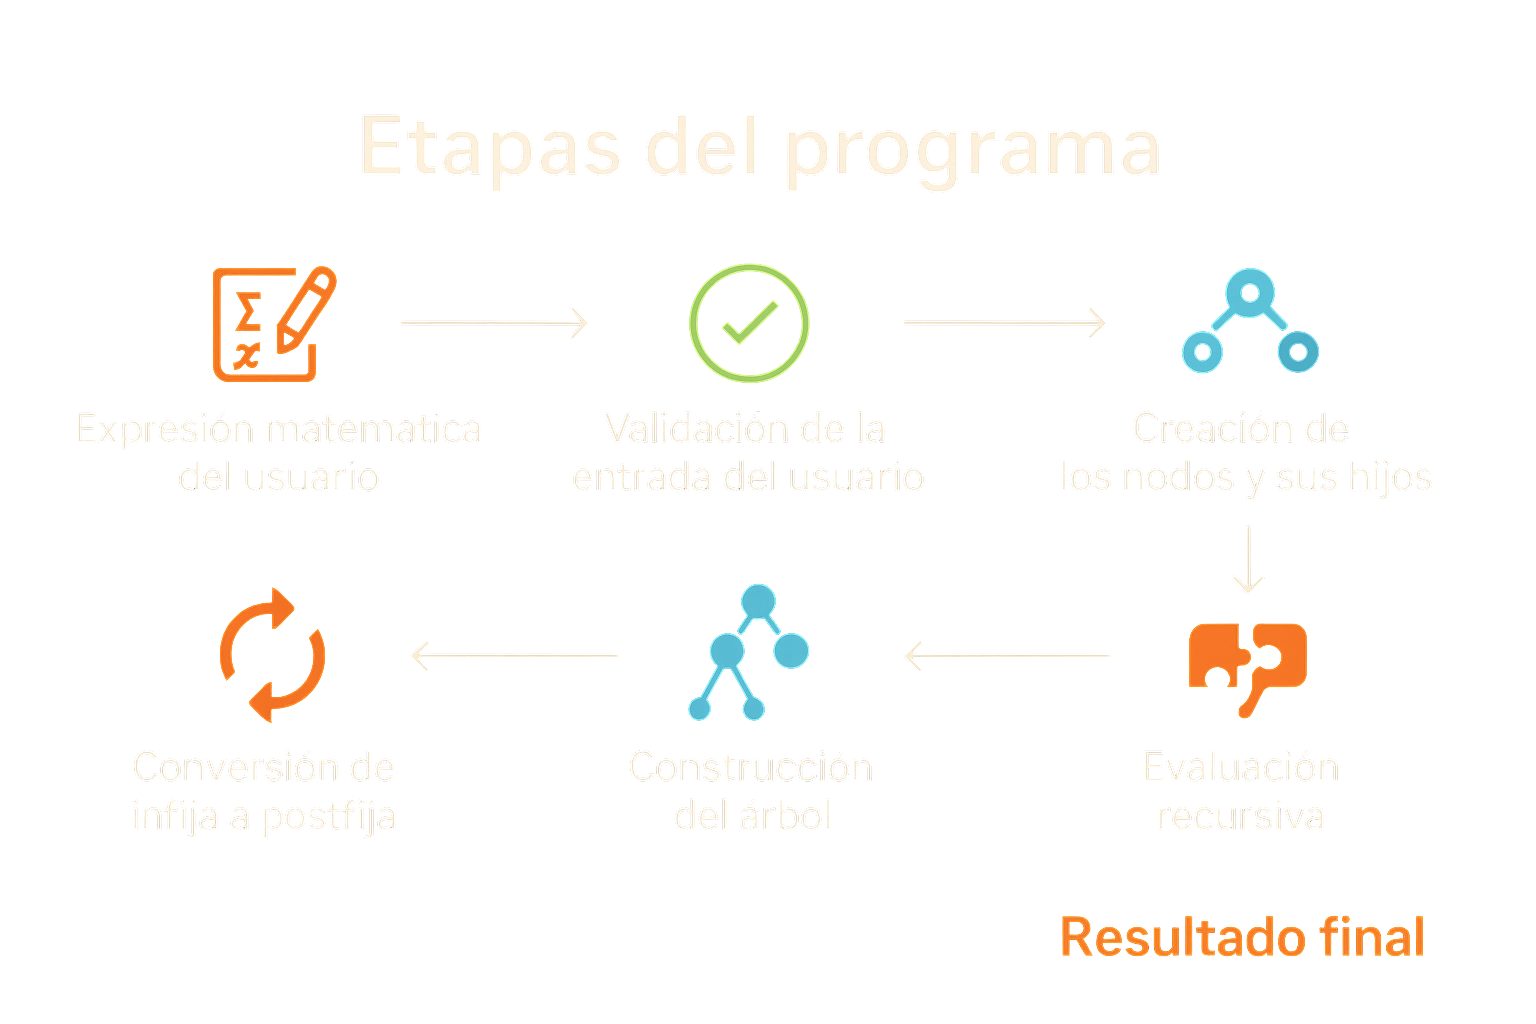 Etapas del programa
Σ
x
Expresión matematica
del usuario
Validación de la
entrada del usuario
Creación de
los nodos y sus hijos
Conversión de
infija a postfija
Construcción
del árbol
Evaluación
recursiva
Resultado final